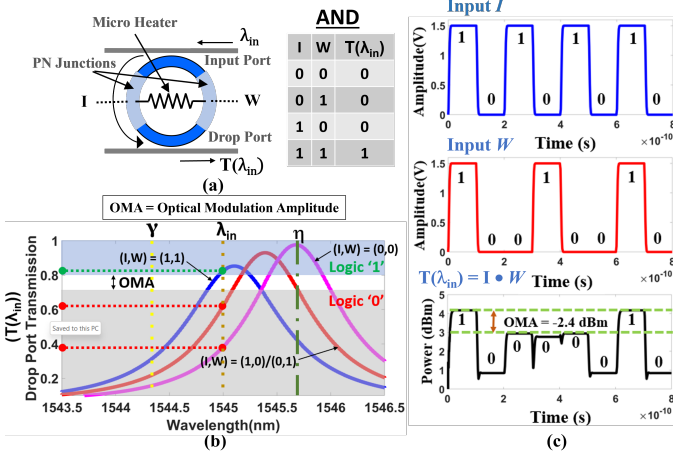 Micro Heater
λin
PN Junctions
Input Port
I
W
Drop Port
T(λin)
(a)
AND
I W T(λin)
0 0 0
0 1 0
1 0 0
1 1 1
OMA = Optical Modulation Amplitude
γ λin η
(I,W) = (1,1)
(I,W) = (0,0)
Logic ‘1’
OMA
Logic ‘0’
Saved to this PC
(I,W) = (1,0)/(0,1)
(T(λin))
Drop Port Transmission
1
0.8
0.6
0.4
0.2
1543.5 1544 1544.5 1545 1545.5 1546 1546.5
Wavelength(nm)
(b)
Input I
Amplitude(V)
1.5
1
0.5
0
1 0 1 0 1 0 1 0
0 2 4 6 8
Time (s)
×10-10
Input W
Amplitude(V)
1.5
1
0.5
0
1 0 0 1 0 0 1 0
0 2 4 6 8
Time (s)
×10-10
T(λin) = I • W
Power (dBm)
5
4
3
2
1
0
OMA = -2.4 dBm
1 0 0 0 0 0 1 0
0 2 4 6 8
Time (s)
×10-10
(c)